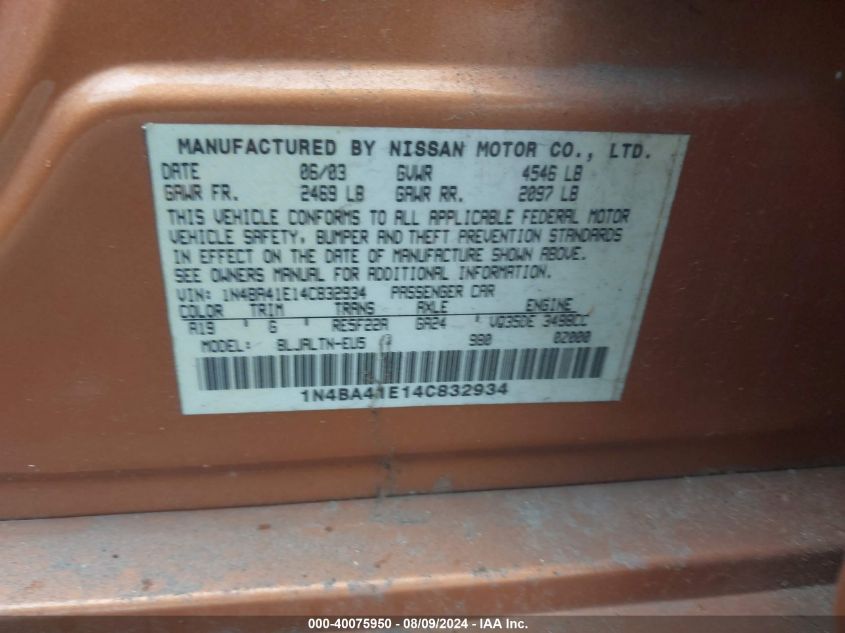 MANUFACTURED BY NISSAN MOTOR CO., LTD.
DATE 06/03 GVWR 4546 LB
GAWR FR. 2469 LB GAWR RR. 2097 LB
THIS VEHICLE CONFORMS TO ALL APPLICABLE FEDERAL MOTOR
VEHICLE SAFETY, BUMPER AND THEFT PREVENTION STANDARDS
IN EFFECT ON THE DATE OF MANUFACTURE SHOWN ABOVE.
SEE OWNERS MANUAL FOR ADDITIONAL INFORMATION.
VIN: 1N4BA41E14C832934 PASSENGER CAR
COLOR TRIM TRANS AXLE ENGINE
A19 G RE5F22A GA24 VQ35DE 3498CC
MODEL: BLJALTN-EU5 980 02000
1N4BA41E14C832934
000-40075950 - 08/09/2024 - IAA Inc.